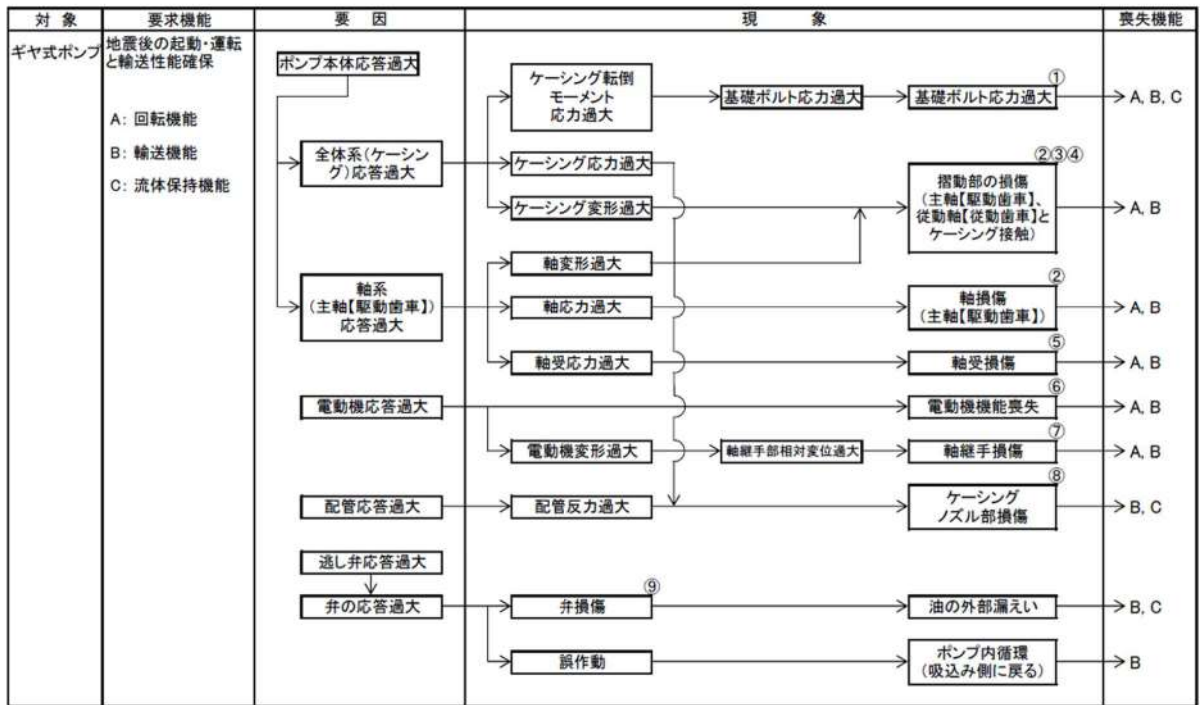 対 象
要求機能
要 因
現 象
喪失機能
ギヤ式ポンプ
地震後の起動・運転
と輸送性能確保
A： 回転機能
B： 輸送機能
C： 流体保持機能
ポンプ本体応答過大
ケーシング転倒
モーメント
応力過大
基礎ボルト応力過大
①
基礎ボルト応力過大
A, B, C
全体系(ケーシン
グ)応答過大
ケーシング応力過大
ケーシング変形過大
②③④
摺動部の損傷
(主軸【駆動歯車】、
従動軸【従動歯車】と
ケーシング接触)
A, B
軸系
(主軸【駆動歯車】)
応答過大
軸変形過大
軸応力過大
②
軸損傷
(主軸【駆動歯車】)
A, B
軸受応力過大
⑤
軸受損傷
A, B
電動機応答過大
⑥
電動機機能喪失
A, B
電動機変形過大
軸継手部相対変位過大
⑦
軸継手損傷
A, B
配管応答過大
配管反力過大
⑧
ケーシング
ノズル部損傷
B, C
逃し弁応答過大
弁の応答過大
⑨
弁損傷
油の外部漏えい
B, C
誤作動
ポンプ内循環
(吸込み側に戻る)
B